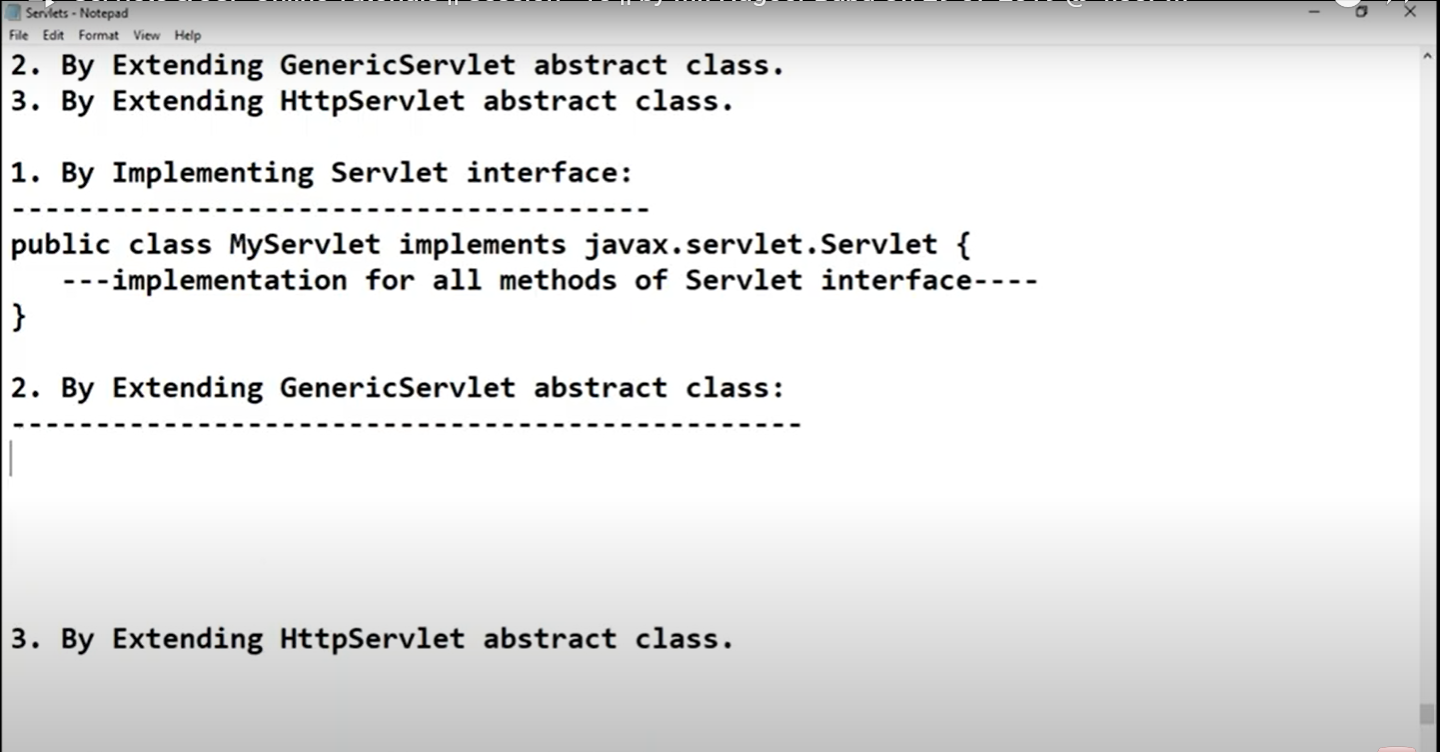 Servlets - Notepad
File Edit Format View Help
2. By Extending GenericServlet abstract class.
3. By Extending HttpServlet abstract class.
1. By Implementing Servlet interface:
--------------------------------------
public class MyServlet implements javax.servlet.Servlet {
   ---implementation for all methods of Servlet interface----
}
2. By Extending GenericServlet abstract class:
-----------------------------------------------
3. By Extending HttpServlet abstract class.